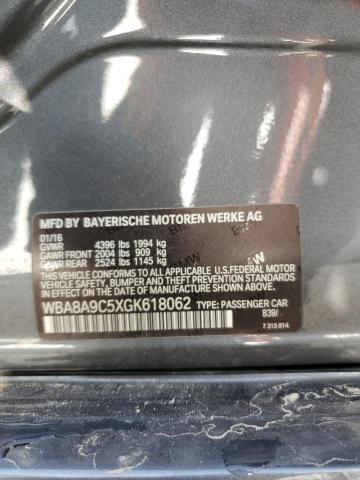 MFD BY BAYERISCHE MOTOREN WERKE AG
01/16
GVWR 4396 lbs 1994 kg
GAWR FRONT 2004 lbs 909 kg
GAWR REAR 2524 lbs 1145 kg
THIS VEHICLE CONFORMS TO ALL APPLICABLE U.S.FEDERAL MOTOR
VEHICLE SAFETY, BUMPER AND THEFT PREVENTION STANDARDS
IN EFFECT ON THE DATE OF MANUFACTURE SHOWN ABOVE.
WBA8A9C5XGK618062 TYPE: PASSENGER CAR
B39/
7 315 814